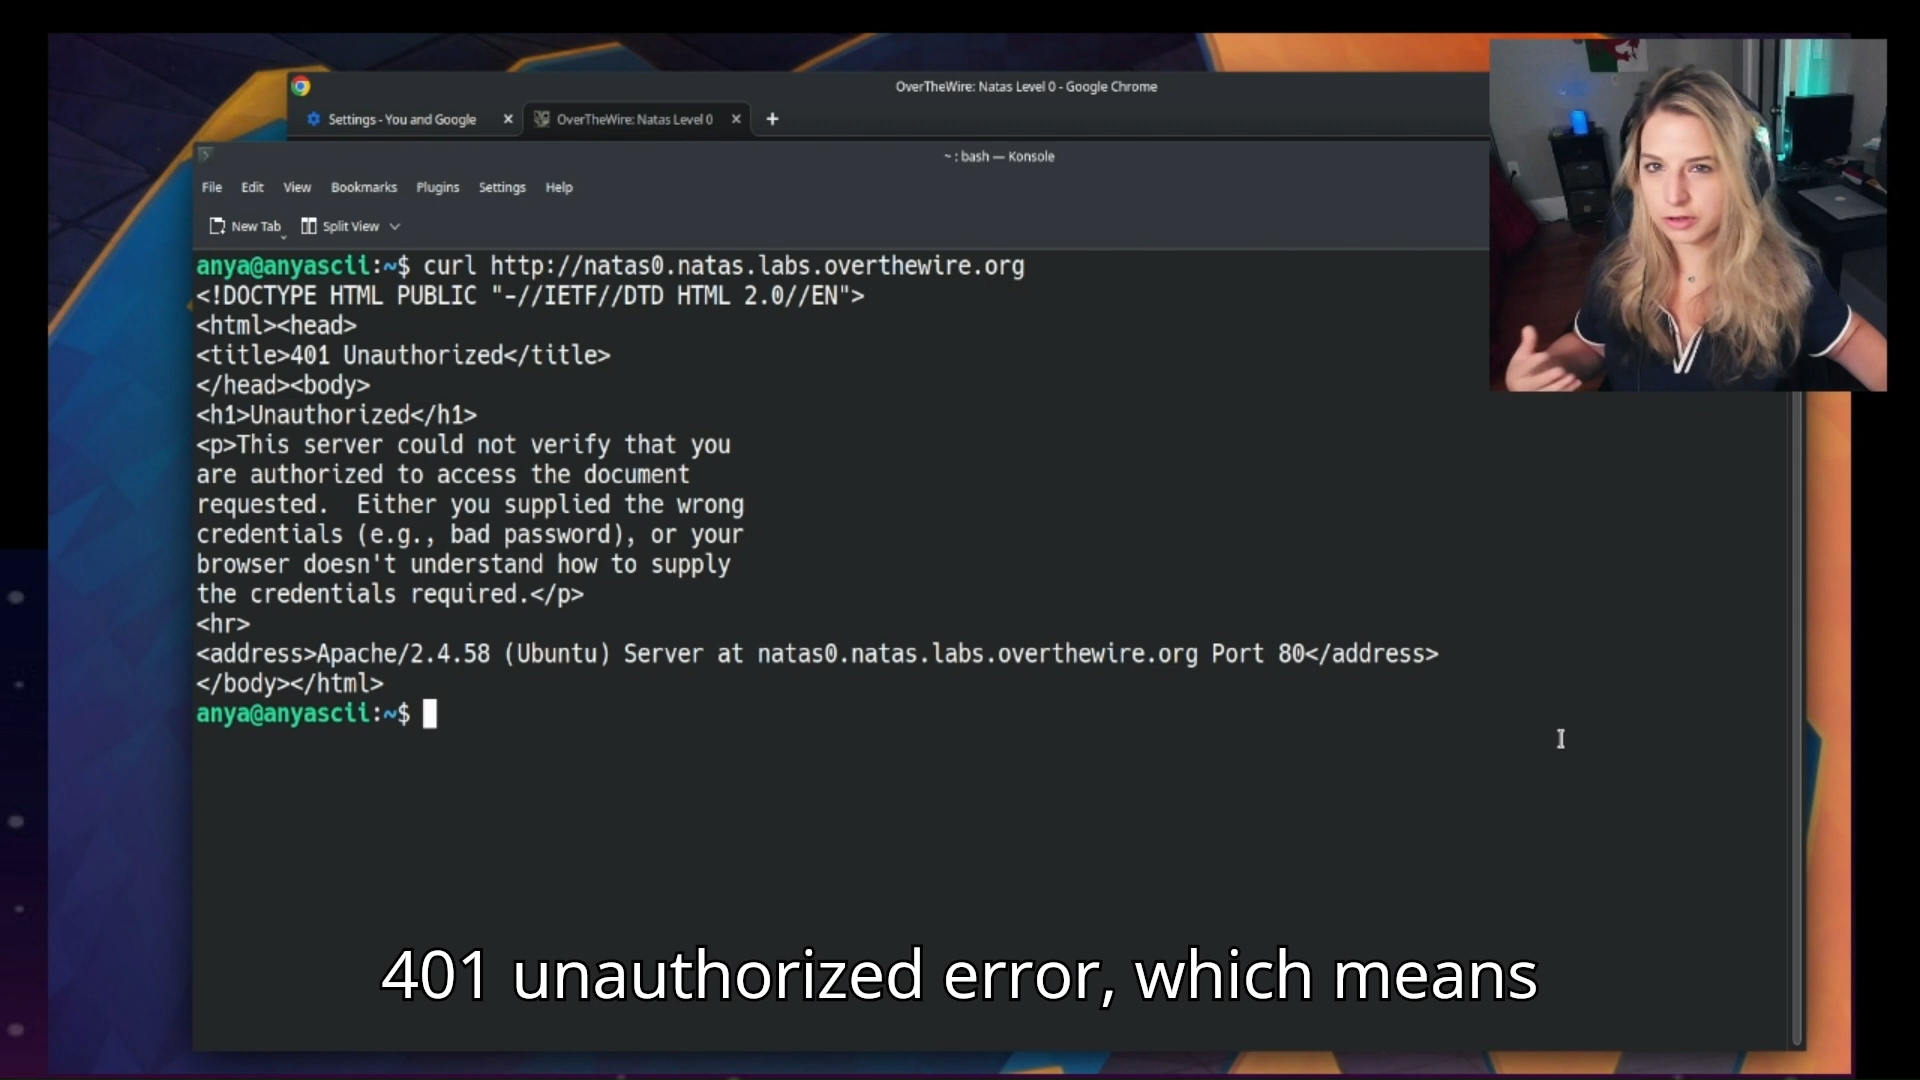 OverTheWire: Natas Level 0 - Google Chrome
Settings - You and Google
OverTheWire: Natas Level 0
~ : bash — Konsole
File Edit View Bookmarks Plugins Settings Help
New Tab Split View
anya@anyascii:~$ curl http://natas0.natas.labs.overthewire.org
<!DOCTYPE HTML PUBLIC "-//IETF//DTD HTML 2.0//EN">
<html><head>
<title>401 Unauthorized</title>
</head><body>
<h1>Unauthorized</h1>
<p>This server could not verify that you
are authorized to access the document
requested.  Either you supplied the wrong
credentials (e.g., bad password), or your
browser doesn't understand how to supply
the credentials required.</p>
<hr>
<address>Apache/2.4.58 (Ubuntu) Server at natas0.natas.labs.overthewire.org Port 80</address>
</body></html>
anya@anyascii:~$
401 unauthorized error, which means